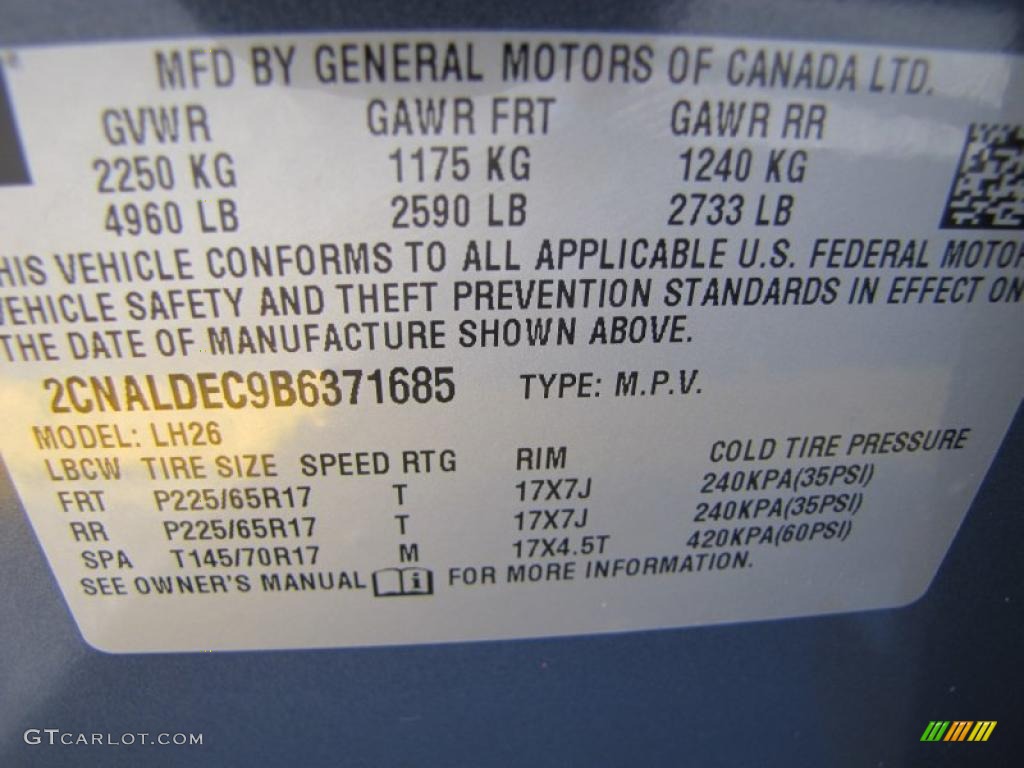 MFD BY GENERAL MOTORS OF CANADA LTD.
GVWR GAWR FRT GAWR RR
2250 KG 1175 KG 1240 KG
4960 LB 2590 LB 2733 LB
HIS VEHICLE CONFORMS TO ALL APPLICABLE U.S. FEDERAL MOTOR
VEHICLE SAFETY AND THEFT PREVENTION STANDARDS IN EFFECT ON
THE DATE OF MANUFACTURE SHOWN ABOVE.
2CNALDEC9B6371685 TYPE: M.P.V.
MODEL: LH26
LBCW TIRE SIZE SPEED RTG RIM COLD TIRE PRESSURE
FRT P225/65R17 T 17X7J 240KPA(35PSI)
RR P225/65R17 T 17X7J 240KPA(35PSI)
SPA T145/70R17 M 17X4.5T 420KPA(60PSI)
SEE OWNER'S MANUAL FOR MORE INFORMATION.
GTCARLOT.COM